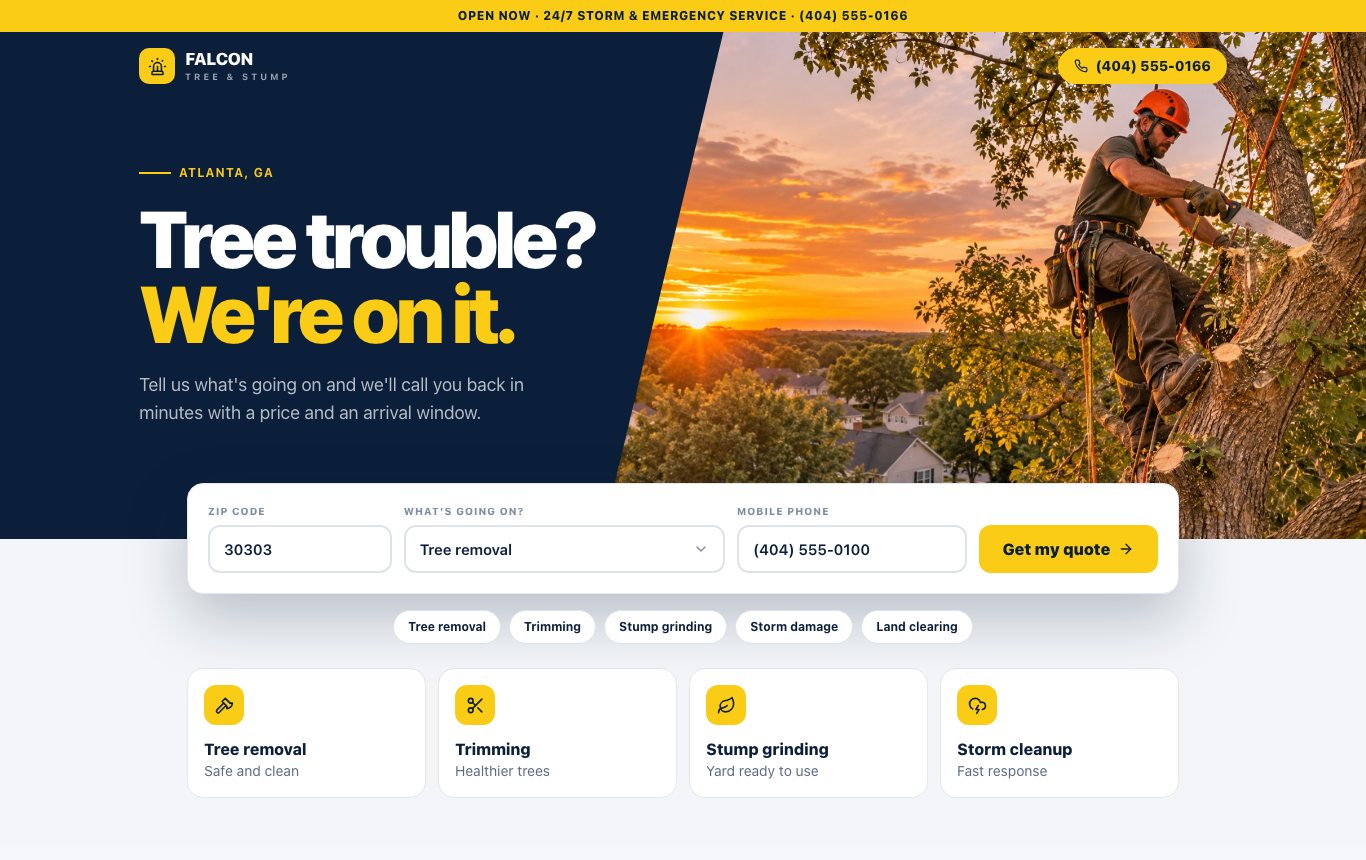 OPEN NOW · 24/7 STORM & EMERGENCY SERVICE · (404) 555-0166
FALCON
TREE & STUMP
(404) 555-0166
ATLANTA, GA
Tree trouble?
We're on it.
Tell us what's going on and we'll call you back in
minutes with a price and an arrival window.
ZIP CODE
WHAT'S GOING ON?
MOBILE PHONE
30303
Tree removal
(404) 555-0100
Get my quote
Tree removal
Trimming
Stump grinding
Storm damage
Land clearing
Tree removal
Safe and clean
Trimming
Healthier trees
Stump grinding
Yard ready to use
Storm cleanup
Fast response